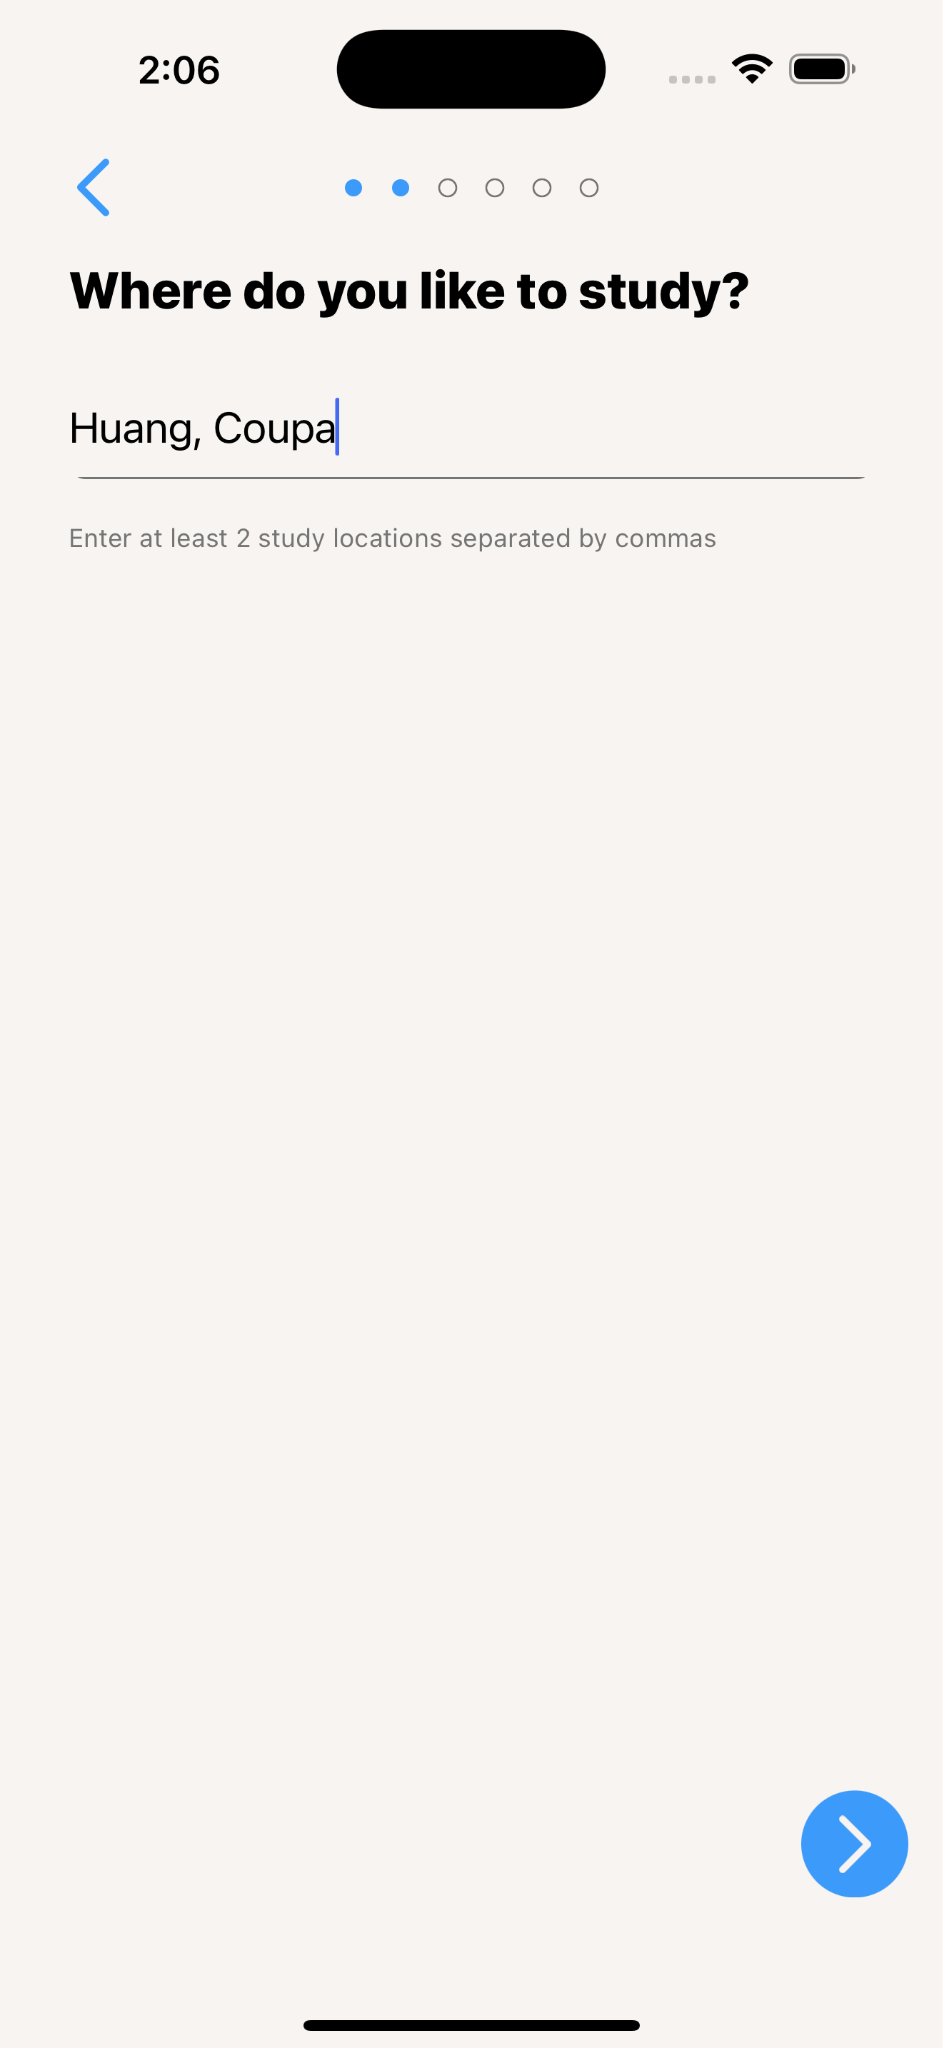 2:06
Where do you like to study?
Huang, Coupa
Enter at least 2 study locations separated by commas